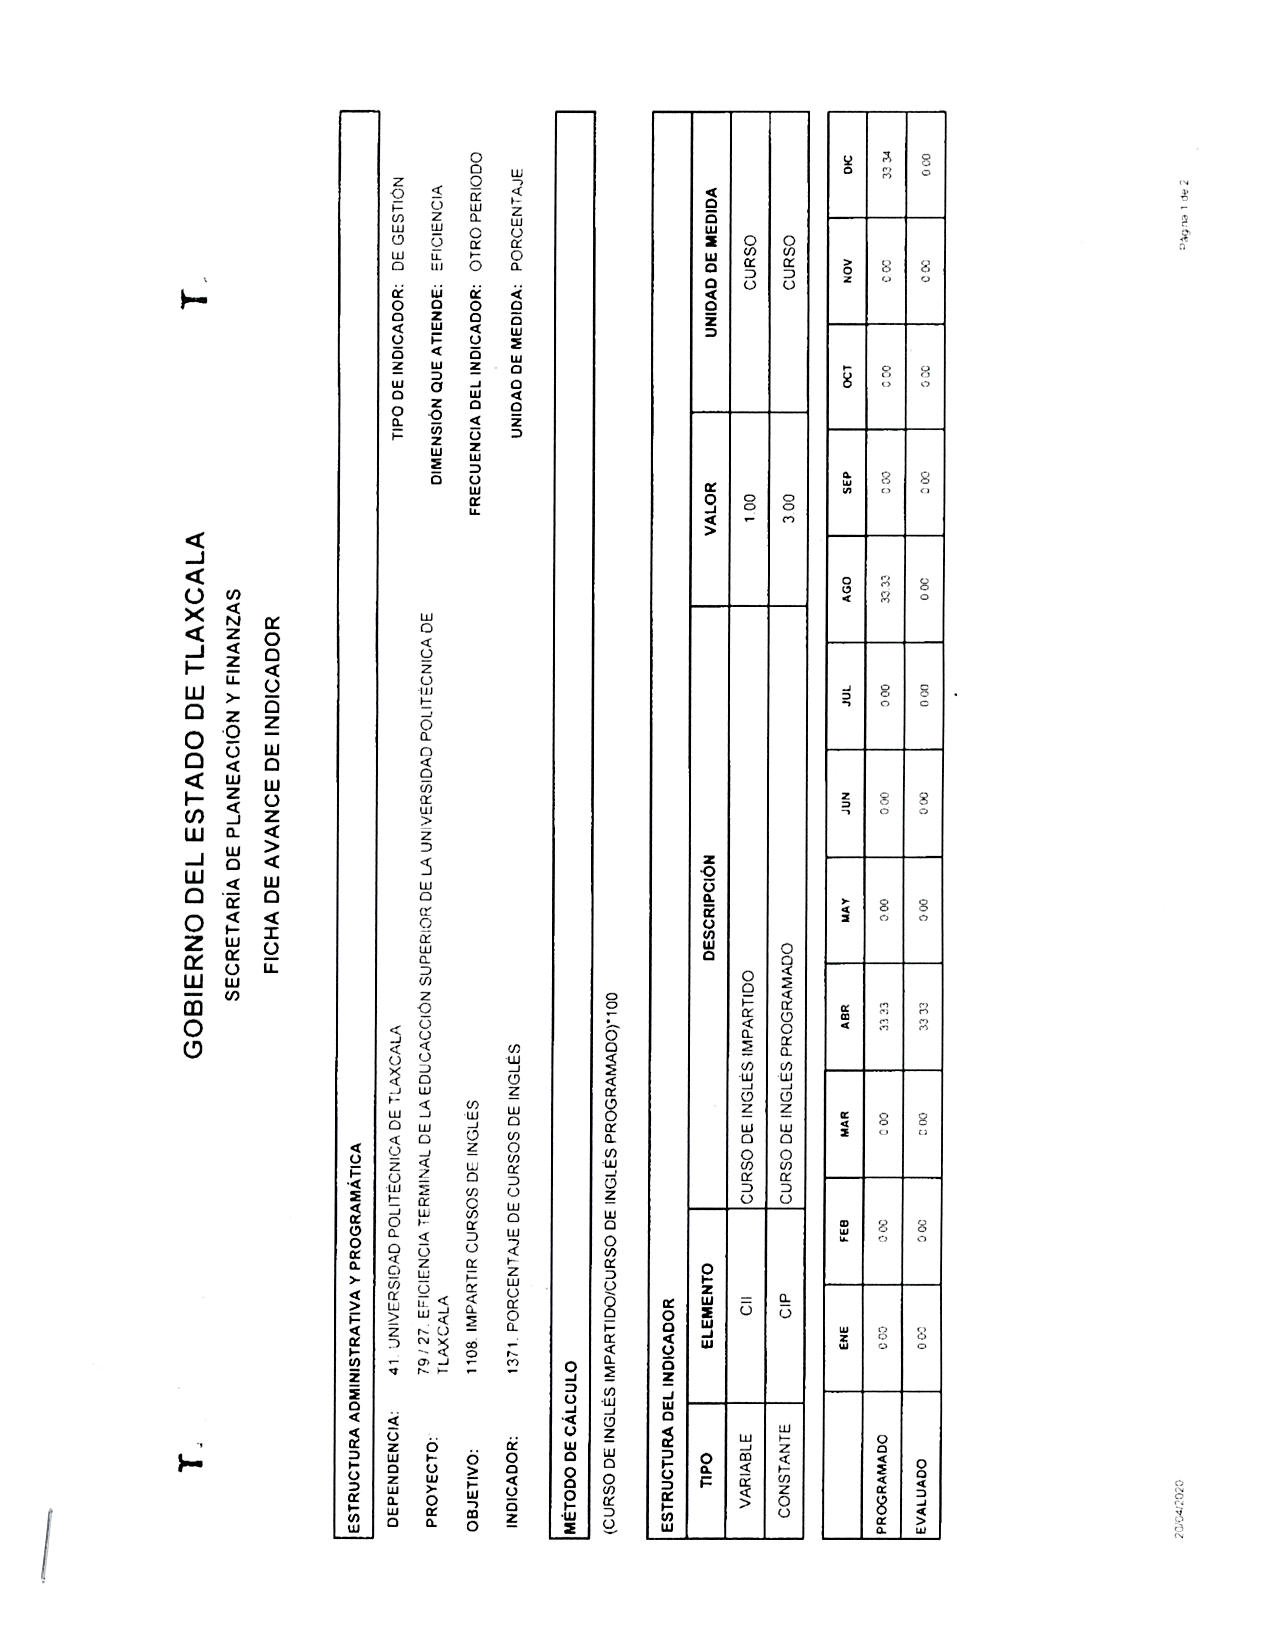 GOBIERNO DEL ESTADO DE TLAXCALA
SECRETARÍA DE PLANEACIÓN Y FINANZAS
FICHA DE AVANCE DE INDICADOR
ESTRUCTURA ADMINISTRATIVA Y PROGRAMÁTICA
DEPENDENCIA: 41. UNIVERSIDAD POLITÉCNICA DE TLAXCALA TIPO DE INDICADOR: DE GESTIÓN
PROYECTO: 79 / 27. EFICIENCIA TERMINAL DE LA EDUCACCIÓN SUPERIOR DE LA UNIVERSIDAD POLITÉCNICA DE TLAXCALA DIMENSIÓN QUE ATIENDE: EFICIENCIA
OBJETIVO: 1108. IMPARTIR CURSOS DE INGLÉS FRECUENCIA DEL INDICADOR: OTRO PERIODO
INDICADOR: 1371. PORCENTAJE DE CURSOS DE INGLÉS UNIDAD DE MEDIDA: PORCENTAJE
MÉTODO DE CÁLCULO
(CURSO DE INGLÉS IMPARTIDO/CURSO DE INGLÉS PROGRAMADO)*100
ESTRUCTURA DEL INDICADOR
TIPO ELEMENTO DESCRIPCIÓN VALOR UNIDAD DE MEDIDA
VARIABLE CII CURSO DE INGLÉS IMPARTIDO 1.00 CURSO
CONSTANTE CIP CURSO DE INGLÉS PROGRAMADO 3.00 CURSO
ENE FEB MAR ABR MAY JUN JUL AGO SEP OCT NOV DIC
PROGRAMADO 0.00 0.00 0.00 33.33 0.00 0.00 0.00 33.33 0.00 0.00 0.00 33.34
EVALUADO 0.00 0.00 0.00 33.33 0.00 0.00 0.00 0.00 0.00 0.00 0.00 0.00
20/04/2020 Página 1 de 2